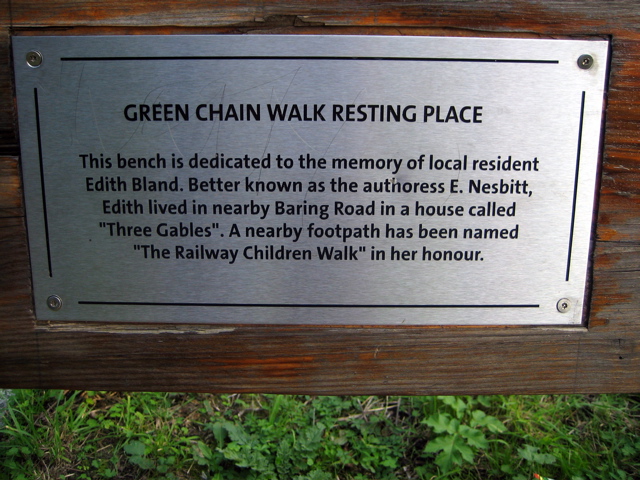 GREEN CHAIN WALK RESTING PLACE
This bench is dedicated to the memory of local resident
Edith Bland. Better known as the authoress E. Nesbitt,
Edith lived in nearby Baring Road in a house called
"Three Gables". A nearby footpath has been named
"The Railway Children Walk" in her honour.